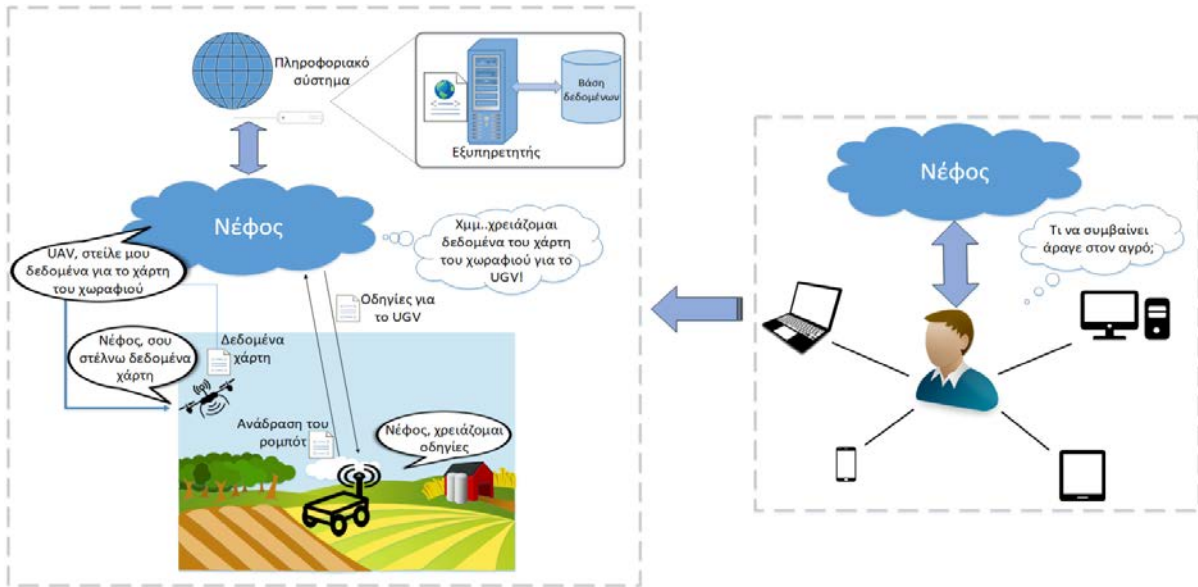 Πληροφοριακό
σύστημα
Βάση
δεδομένων
Εξυπηρετητής
Νέφος
UAV, στείλε μου
δεδομένα για το χάρτη
του χωραφιού
Χμμ..χρειάζομαι
δεδομένα του χάρτη
του χωραφιού για το
UGV!
Οδηγίες για
το UGV
Νέφος, σου
στέλνω δεδομένα
χάρτη
Δεδομένα
χάρτη
Ανάδραση του
ρομπότ
Νέφος, χρειάζομαι
οδηγίες
Νέφος
Τι να συμβαίνει
άραγε στον αγρό;